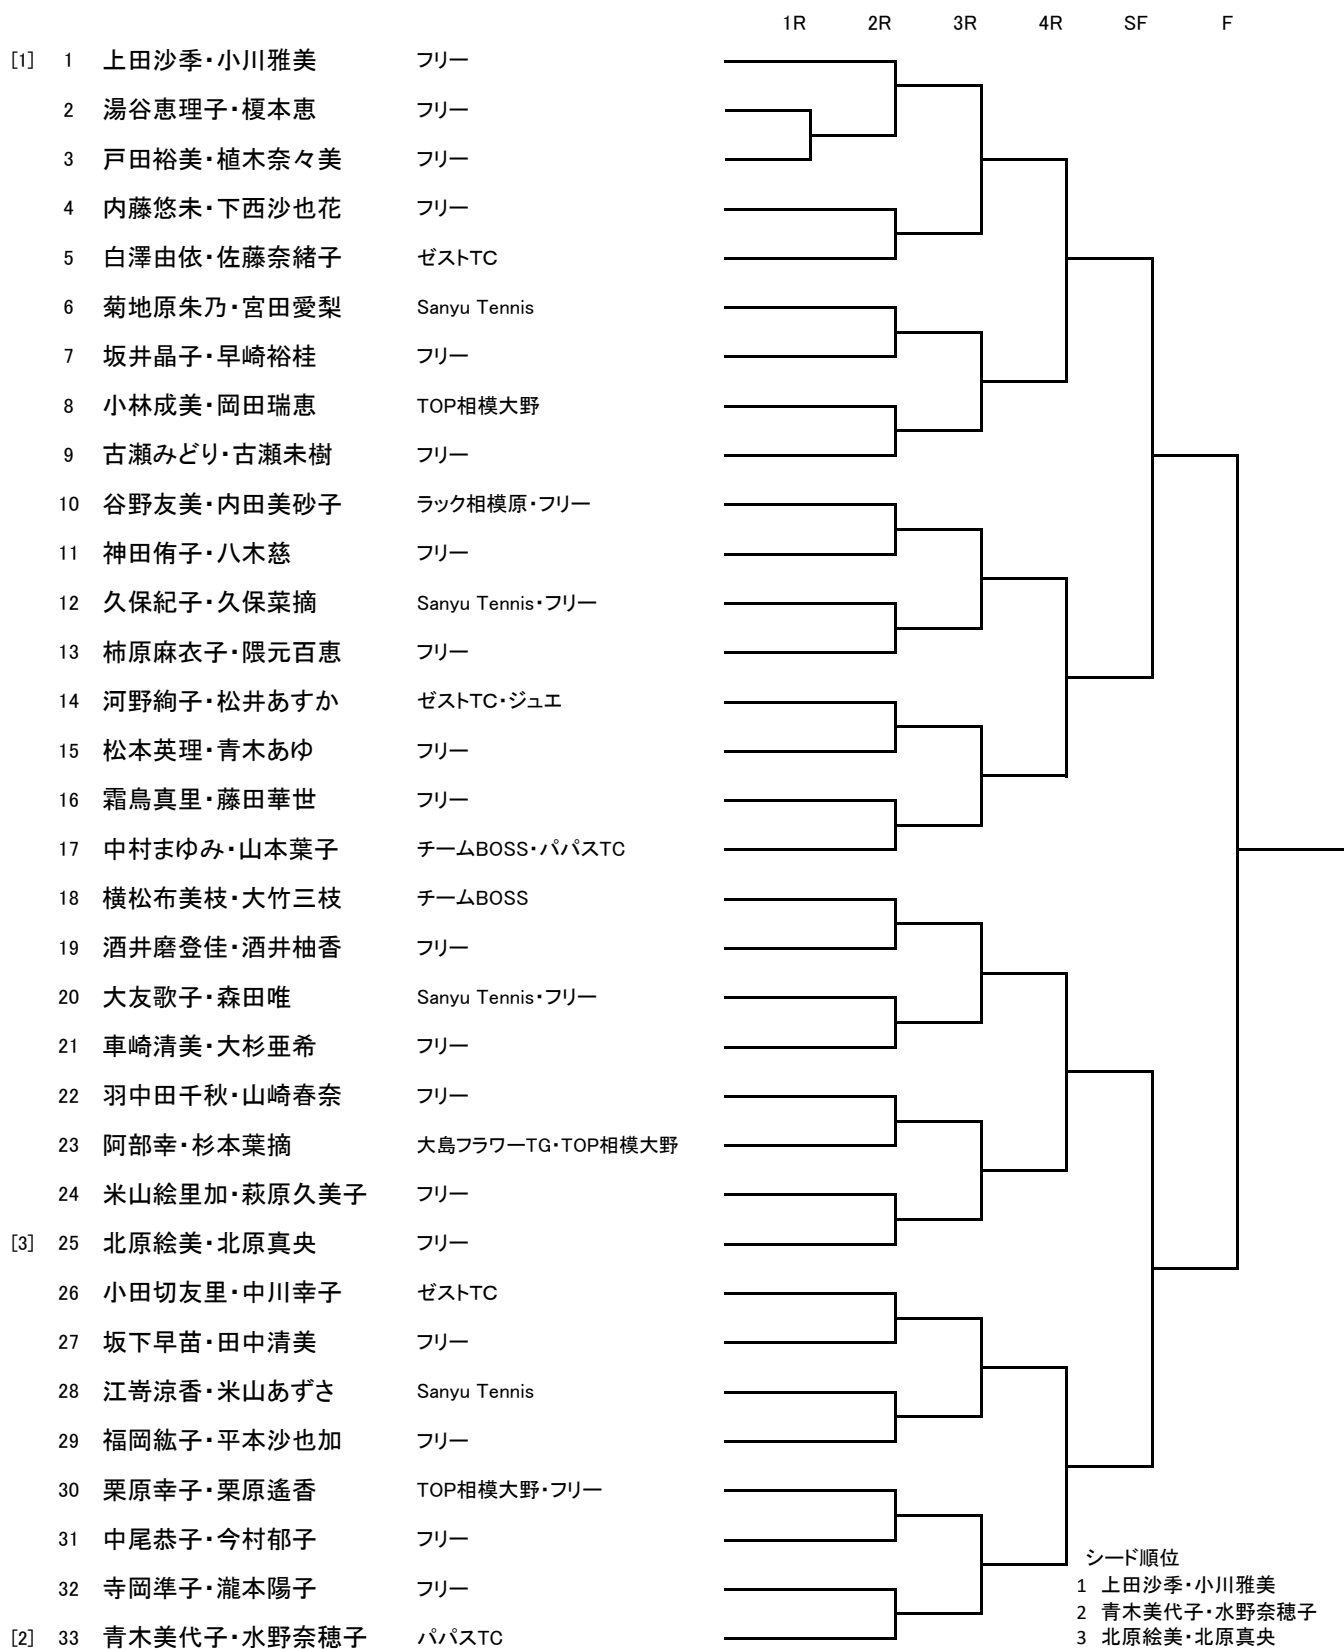 1R 2R 3R 4R SF F
[1] 1 上田沙季・小川雅美 フリー
2 湯谷恵理子・榎本恵 フリー
3 戸田裕美・植木奈々美 フリー
4 内藤悠未・下西沙也花 フリー
5 白澤由依・佐藤奈緒子 ゼストTC
6 菊地原朱乃・宮田愛梨 Sanyu Tennis
7 坂井晶子・早崎裕桂 フリー
8 小林成美・岡田瑞恵 TOP相模大野
9 古瀬みどり・古瀬未樹 フリー
10 谷野友美・内田美砂子 ラック相模原・フリー
11 神田侑子・八木慈 フリー
12 久保紀子・久保菜摘 Sanyu Tennis・フリー
13 柿原麻衣子・隈元百恵 フリー
14 河野絢子・松井あすか ゼストTC・ジュエ
15 松本英理・青木あゆ フリー
16 霜鳥真里・藤田華世 フリー
17 中村まゆみ・山本葉子 チームBOSS・パパスTC
18 横松布美枝・大竹三枝 チームBOSS
19 酒井磨登佳・酒井柚香 フリー
20 大友歌子・森田唯 Sanyu Tennis・フリー
21 車崎清美・大杉亜希 フリー
22 羽中田千秋・山崎春奈 フリー
23 阿部幸・杉本葉摘 大島フラワーTG・TOP相模大野
24 米山絵里加・萩原久美子 フリー
[3] 25 北原絵美・北原真央 フリー
26 小田切友里・中川幸子 ゼストTC
27 坂下早苗・田中清美 フリー
28 江嵜涼香・米山あずさ Sanyu Tennis
29 福岡紘子・平本沙也加 フリー
30 栗原幸子・栗原遙香 TOP相模大野・フリー
31 中尾恭子・今村郁子 フリー
32 寺岡準子・瀧本陽子 フリー
[2] 33 青木美代子・水野奈穂子 パパスTC
シード順位
1 上田沙季・小川雅美
2 青木美代子・水野奈穂子
3 北原絵美・北原真央